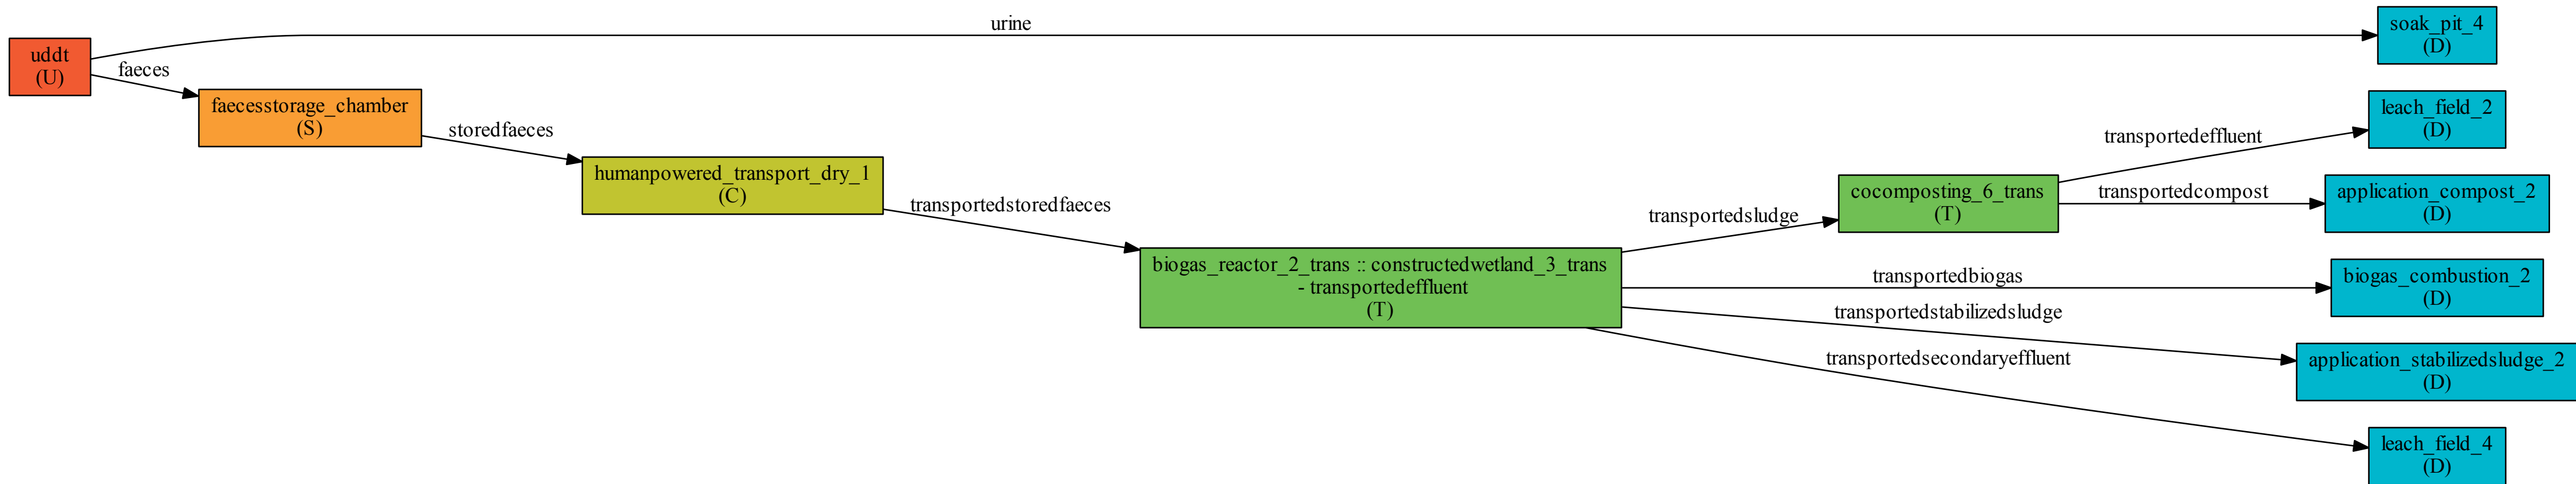 urine
uddt
(U)
faeces
faecesstorage_chamber
(S)
storedfaeces
humanpowered_transport_dry_1
(C)
transportedstoredfaeces
biogas_reactor_2_trans :: constructedwetland_3_trans
- transportedeffluent
(T)
transportedsludge
cocomposting_6_trans
(T)
transportedeffluent
transportedcompost
transportedbiogas
transportedstabilizedsludge
transportedsecondaryeffluent
soak_pit_4
(D)
leach_field_2
(D)
application_compost_2
(D)
biogas_combustion_2
(D)
application_stabilizedsludge_2
(D)
leach_field_4
(D)